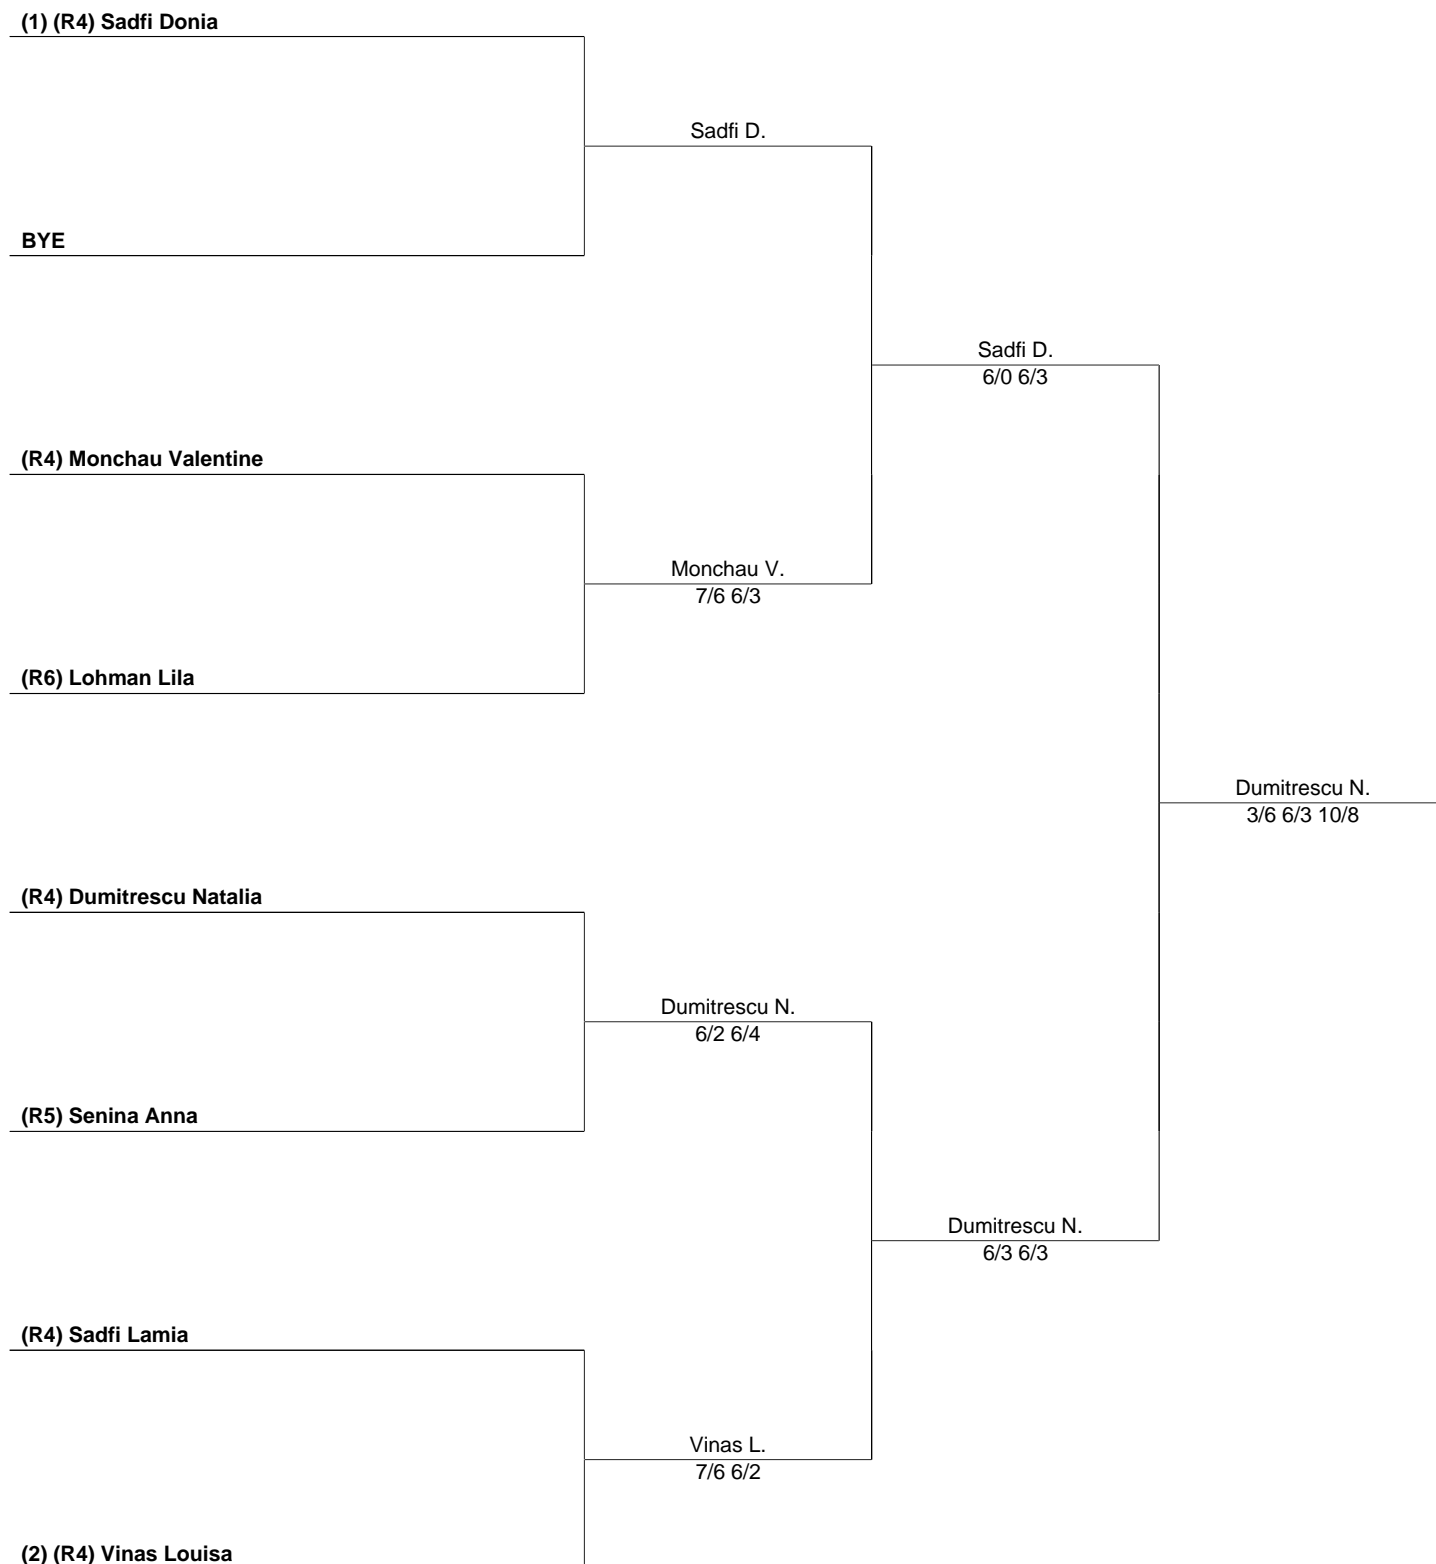 (1) (R4) Sadfi Donia
Sadfi D.
BYE
Sadfi D.
6/0 6/3
(R4) Monchau Valentine
Monchau V.
7/6 6/3
(R6) Lohman Lila
Dumitrescu N.
3/6 6/3 10/8
(R4) Dumitrescu Natalia
Dumitrescu N.
6/2 6/4
(R5) Senina Anna
Dumitrescu N.
6/3 6/3
(R4) Sadfi Lamia
Vinas L.
7/6 6/2
(2) (R4) Vinas Louisa